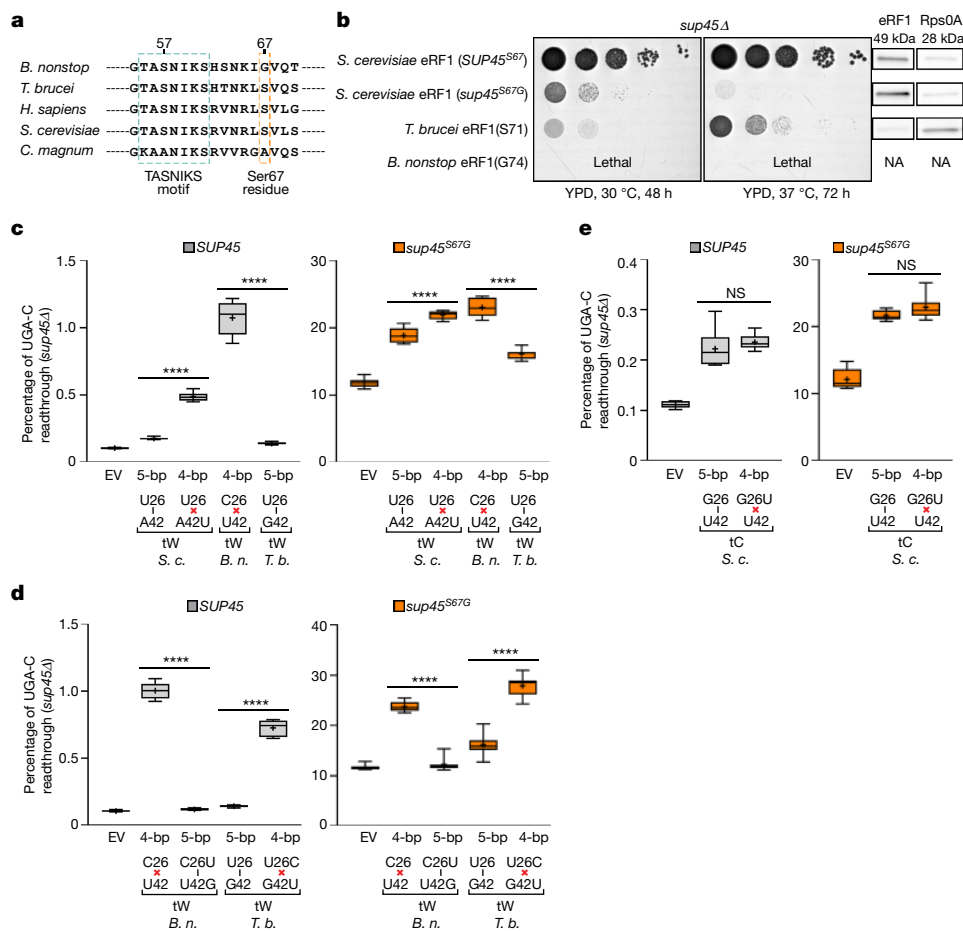 a
57 67
B. nonstop ----- GTASNIKSHSNKIGVQT -----
T. brucei ----- GTASNIKSHTNKLSVQS -----
H. sapiens ----- GTASNIKSRVNRLSVLG -----
S. cerevisiae ----- GTASNIKSRVNRLSVLS -----
C. magnum ----- GKAANIKSRVVRGAVQS -----
TASNIKS motif
Ser67 residue
b
sup45Δ
eRF1 49 kDa
Rps0A 28 kDa
S. cerevisiae eRF1 (SUP45S67)
S. cerevisiae eRF1 (sup45S67G)
T. brucei eRF1(S71)
B. nonstop eRF1(G74) Lethal Lethal NA NA
YPD, 30 °C, 48 h YPD, 37 °C, 72 h
c
SUP45
Percentage of UGA-C readthrough (sup45Δ)
1.5
1.0
0.5
0
****
****
EV 5-bp 4-bp 4-bp 5-bp
U26 U26 C26 U26
A42 A42U U42 G42
tW tW tW
S. c. B. n. T. b.
sup45S67G
30
20
10
0
****
****
EV 5-bp 4-bp 4-bp 5-bp
U26 U26 C26 U26
A42 A42U U42 G42
tW tW tW
S. c. B. n. T. b.
e
SUP45
Percentage of UGA-C readthrough (sup45Δ)
0.4
0.3
0.2
0.1
0
NS
EV 5-bp 4-bp
G26 G26U
U42 U42
tC
S. c.
sup45S67G
30
20
10
0
NS
EV 5-bp 4-bp
G26 G26U
U42 U42
tC
S. c.
d
SUP45
Percentage of UGA-C readthrough (sup45Δ)
1.5
1.0
0.5
0
****
****
EV 4-bp 5-bp 5-bp 4-bp
C26 C26U U26 U26C
U42 U42G G42 G42U
tW tW
B. n. T. b.
sup45S67G
40
30
20
10
0
****
****
EV 4-bp 5-bp 5-bp 4-bp
C26 C26U U26 U26C
U42 U42G G42 G42U
tW tW
B. n. T. b.